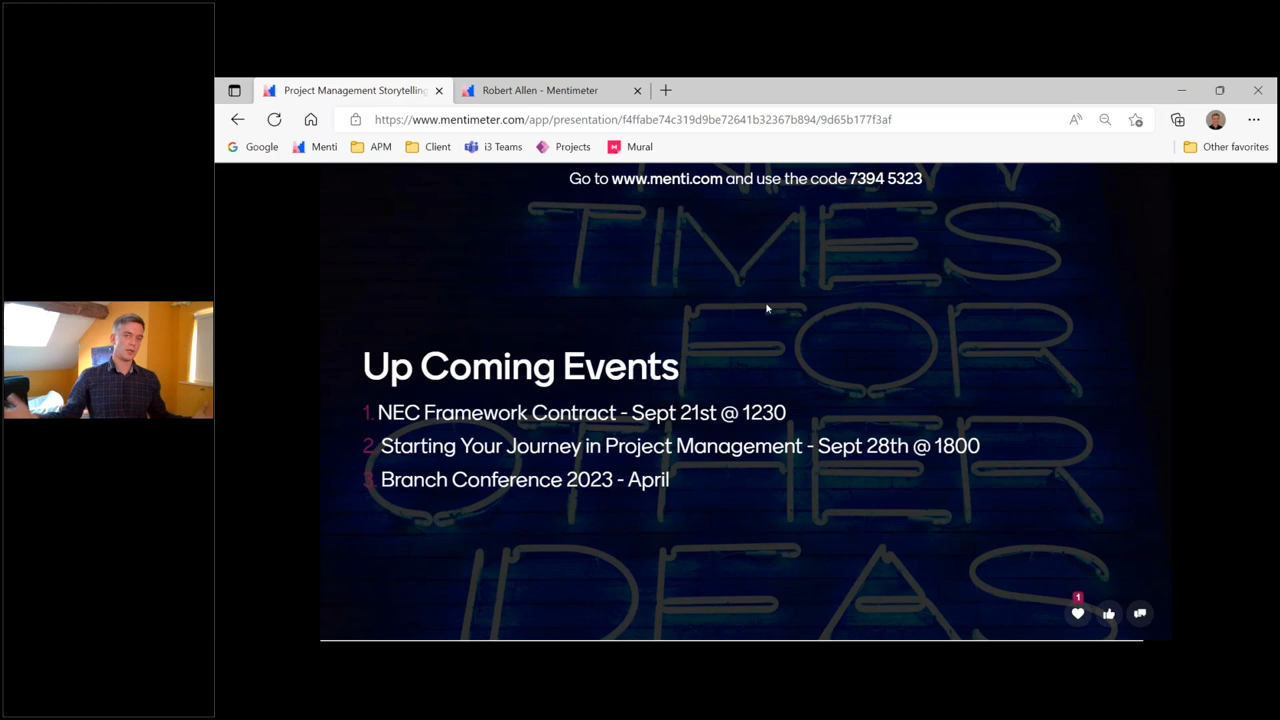 Project Management Storytelling
Robert Allen - Mentimeter
https://www.mentimeter.com/app/presentation/f4ffabe74c319d9be72641b32367b894/9d65b177f3af
Google
Menti
APM
Client
i3 Teams
Projects
Mural
Other favorites
Go to www.menti.com and use the code 7394 5323
TIMES
FOR
OTHER
IDEAS
Up Coming Events
1. NEC Framework Contract - Sept 21st @ 1230
2. Starting Your Journey in Project Management - Sept 28th @ 1800
3. Branch Conference 2023 - April
1